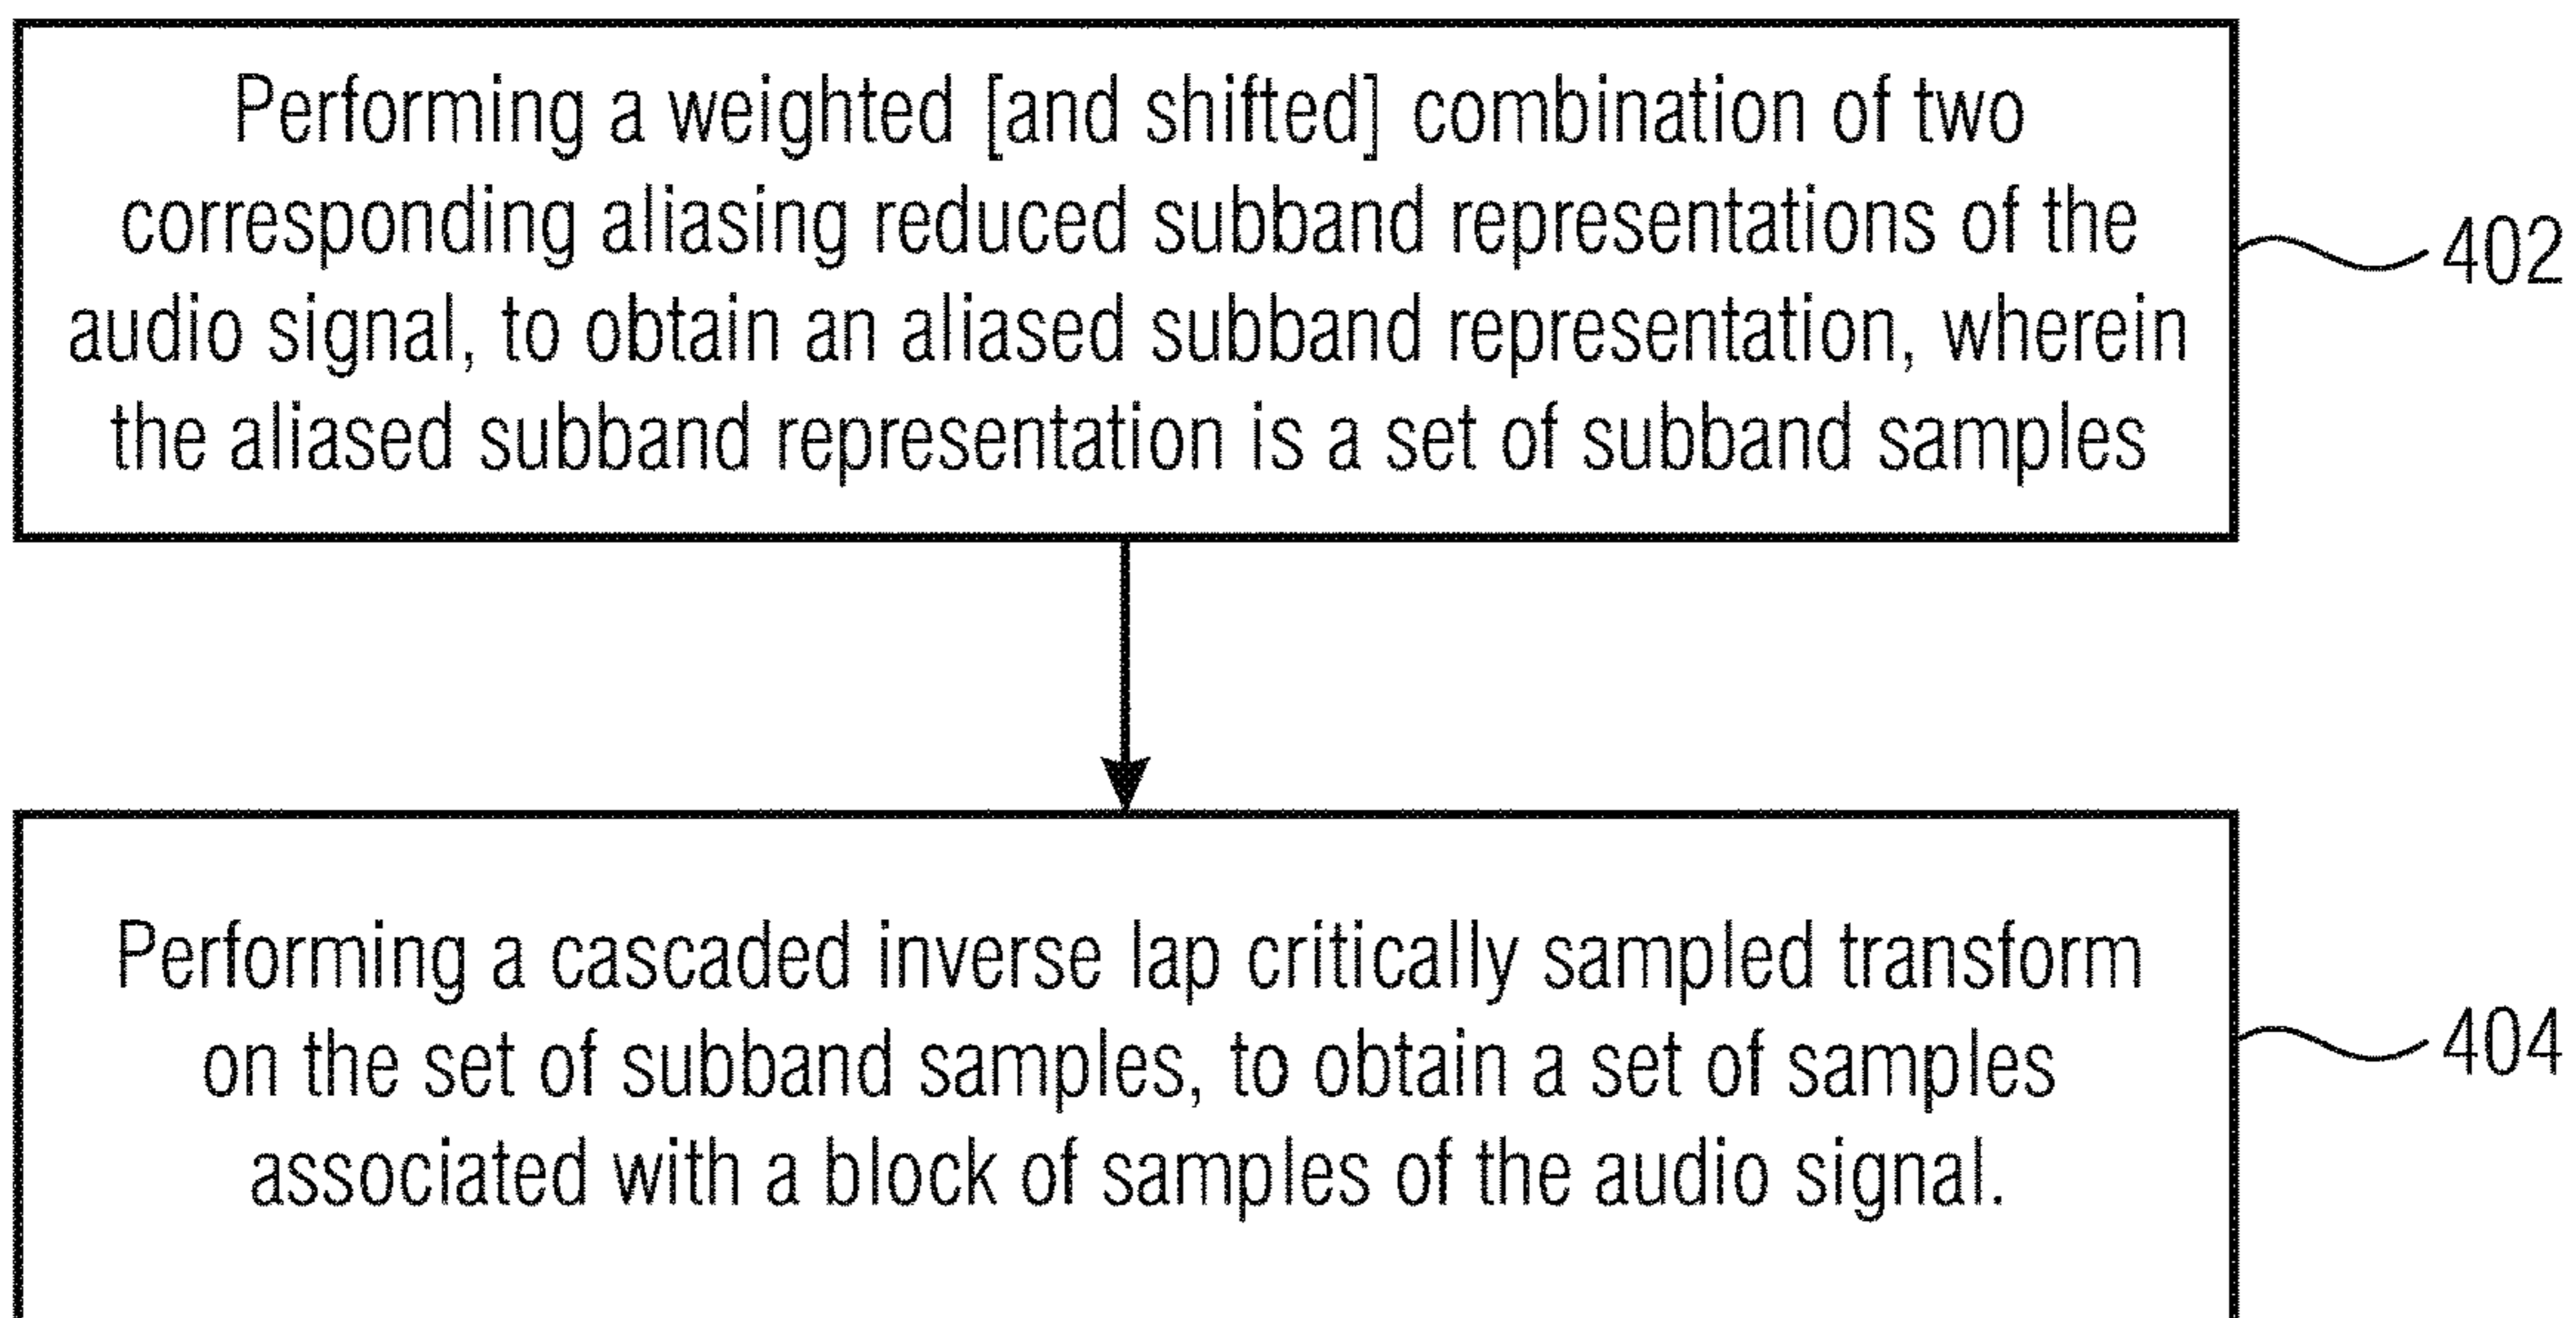 Performing a weighted [and shifted] combination of two
corresponding aliasing reduced subband representations of the
audio signal, to obtain an aliased subband representation, wherein
the aliased subband representation is a set of subband samples
402
Performing a cascaded inverse lap critically sampled transform
on the set of subband samples, to obtain a set of samples
associated with a block of samples of the audio signal.
404